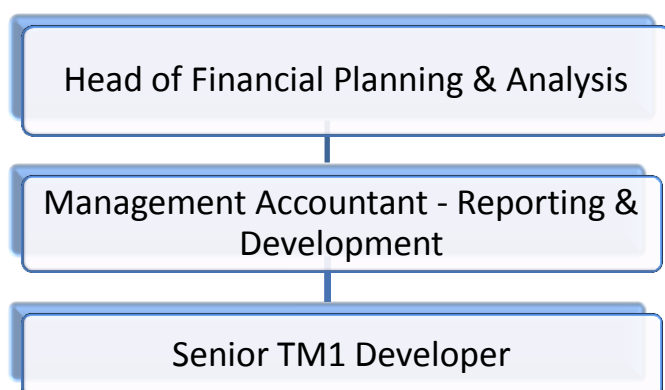 Head of Financial Planning & Analysis
Management Accountant - Reporting &
Development
Senior TM1 Developer